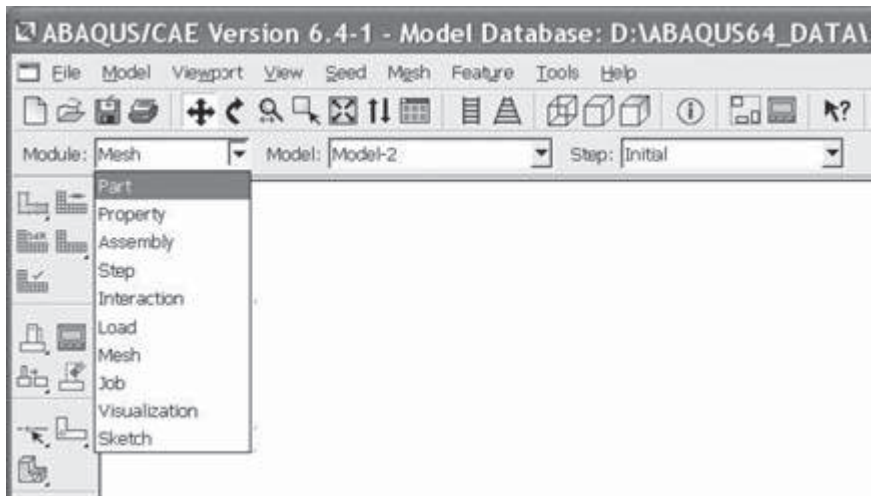 ABAQUS/CAE Version 6.4-1 - Model Database: D:\ABAQUS64_DATA\
File Model Viewport View Seed Mesh Feature Tools Help
Module: Mesh Model: Model-2 Step: Initial
Part
Property
Assembly
Step
Interaction
Load
Mesh
Job
Visualization
Sketch